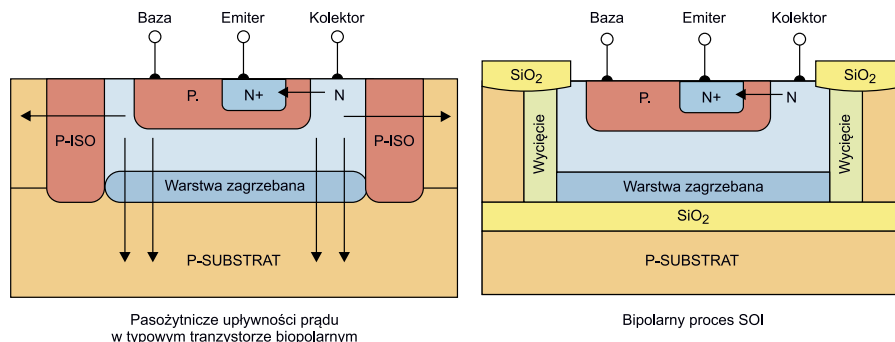 Baza
Emiter
Kolektor
P.
N+
N
P-ISO
P-ISO
Warstwa zagrzebana
P-SUBSTRAT
Pasożytnicze upływności prądu
w typowym tranzystorze biopolarnym
Baza
Emiter
Kolektor
SiO2
SiO2
P.
N+
N
Wycięcie
Wycięcie
Warstwa zagrzebana
SiO2
P-SUBSTRAT
Bipolarny proces SOI